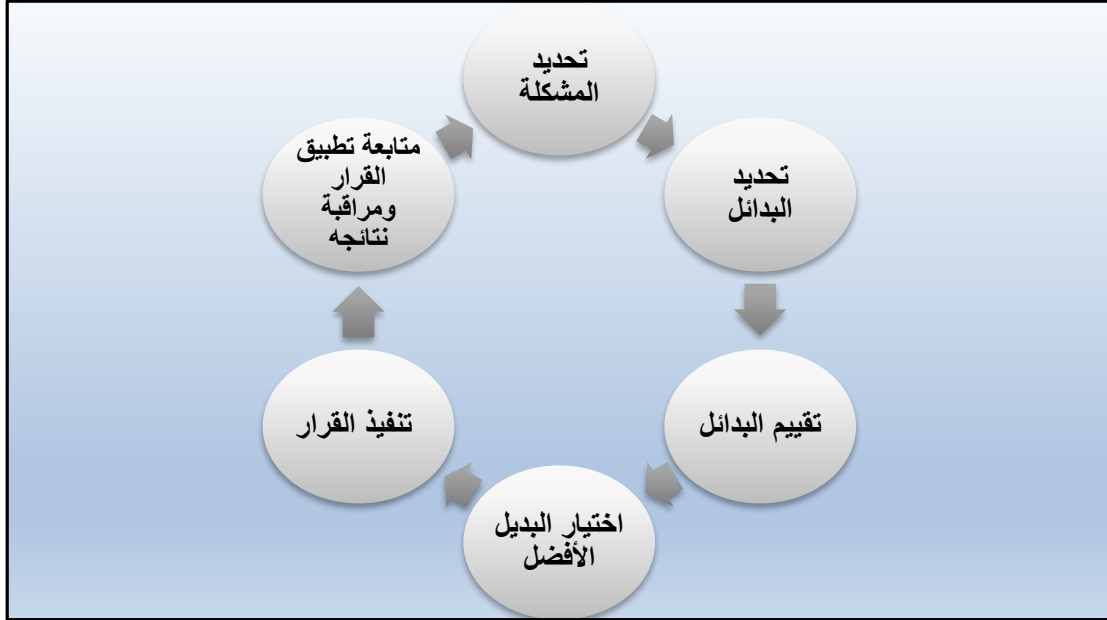 تحديد
المشكلة
تحديد
البدائل
تقييم البدائل
اختيار البديل
الأفضل
تنفيذ القرار
متابعة تطبيق
القرار
ومراقبة
نتائجه